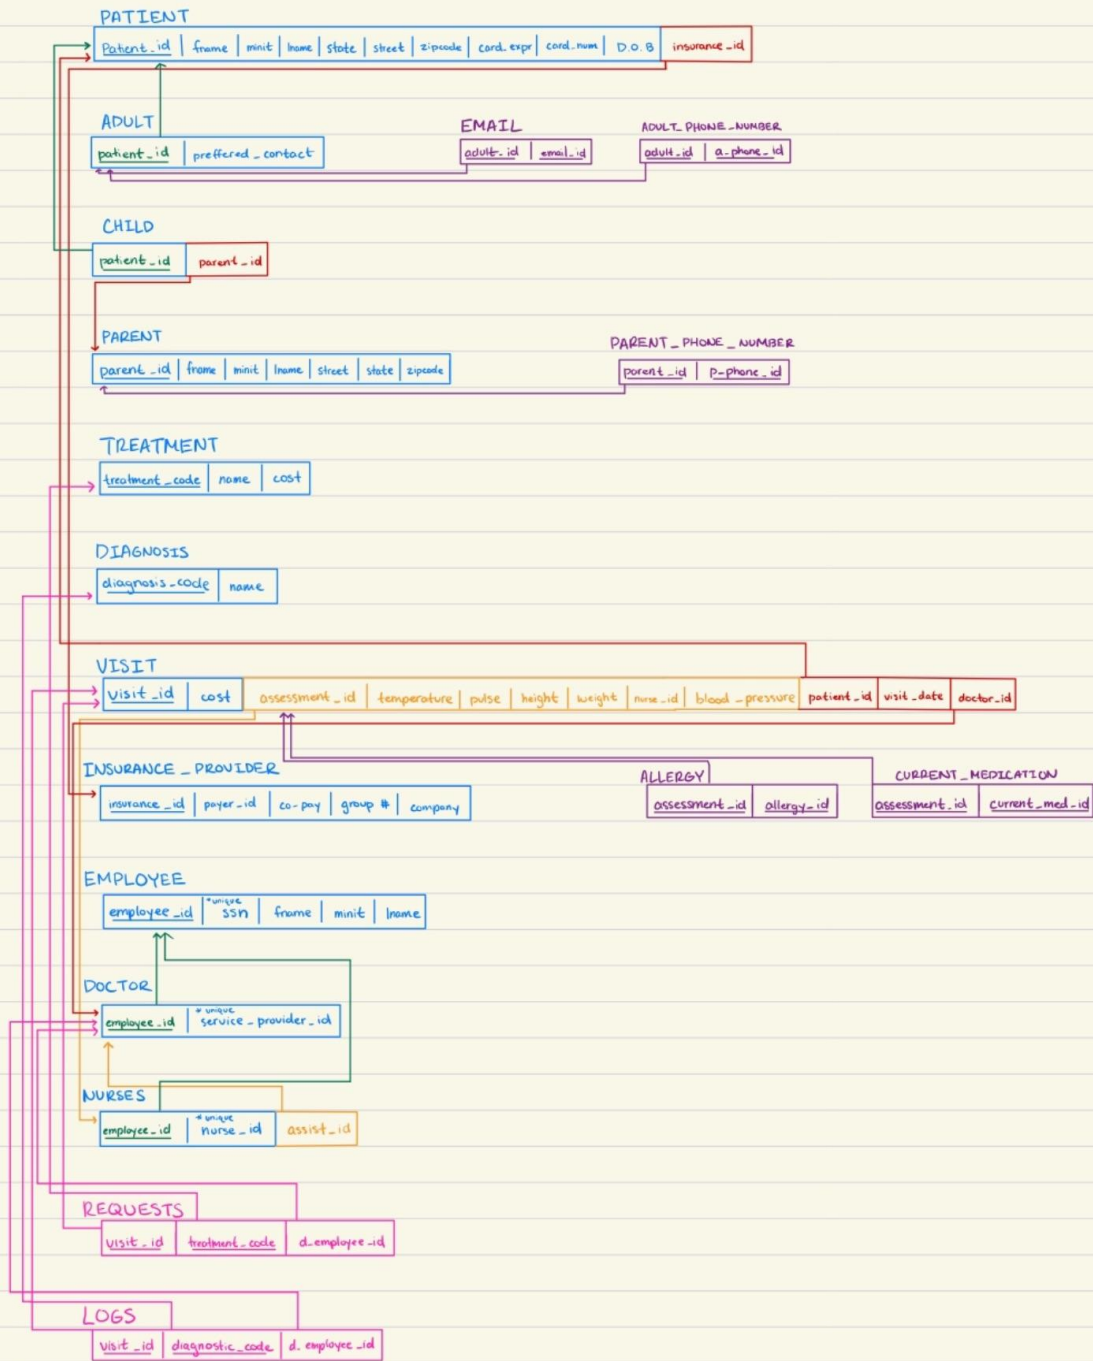 PATIENT
Patient_id | fname | minit | lname | state | street | zipcode | card_expr | card_num | D.O.B | insurance_id
ADULT
EMAIL
ADULT_PHONE_NUMBER
patient_id | preffered_contact
adult_id | email_id
adult_id | a_phone_id
CHILD
patient_id | parent_id
PARENT
PARENT_PHONE_NUMBER
parent_id | fname | minit | lname | street | state | zipcode
parent_id | p-phone_id
TREATMENT
treatment_code | name | cost
DIAGNOSIS
diagnosis_code | name
VISIT
visit_id | cost | assessment_id | temperature | pulse | height | weight | nurse_id | blood_pressure | patient_id | visit_date | doctor_id
INSURANCE_PROVIDER
ALLERGY
CURRENT_MEDICATION
insurance_id | payer_id | co-pay | group # | company
assessment_id | allergy_id
assessment_id | current_med_id
EMPLOYEE
*unique
employee_id | ssn | fname | minit | lname
DOCTOR
*unique
employee_id | service_provider_id
NURSES
*unique
employee_id | nurse_id | assist_id
REQUESTS
visit_id | treatment_code | d_employee_id
LOGS
visit_id | diagnostic_code | d_employee_id